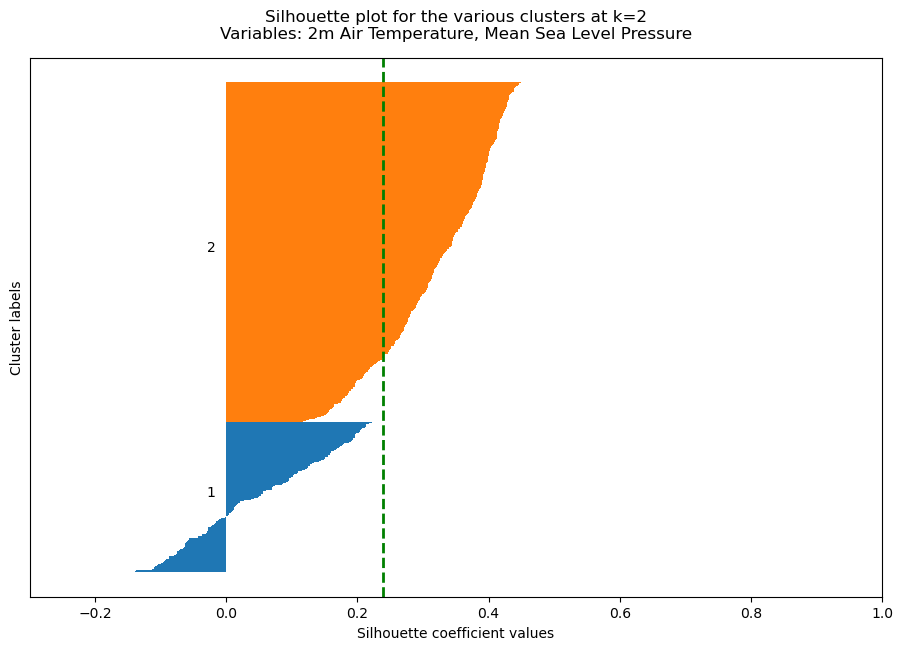 Silhouette plot for the various clusters at k=2
Variables: 2m Air Temperature, Mean Sea Level Pressure
Cluster labels
2
1
−0.2 0.0 0.2 0.4 0.6 0.8 1.0
Silhouette coefficient values